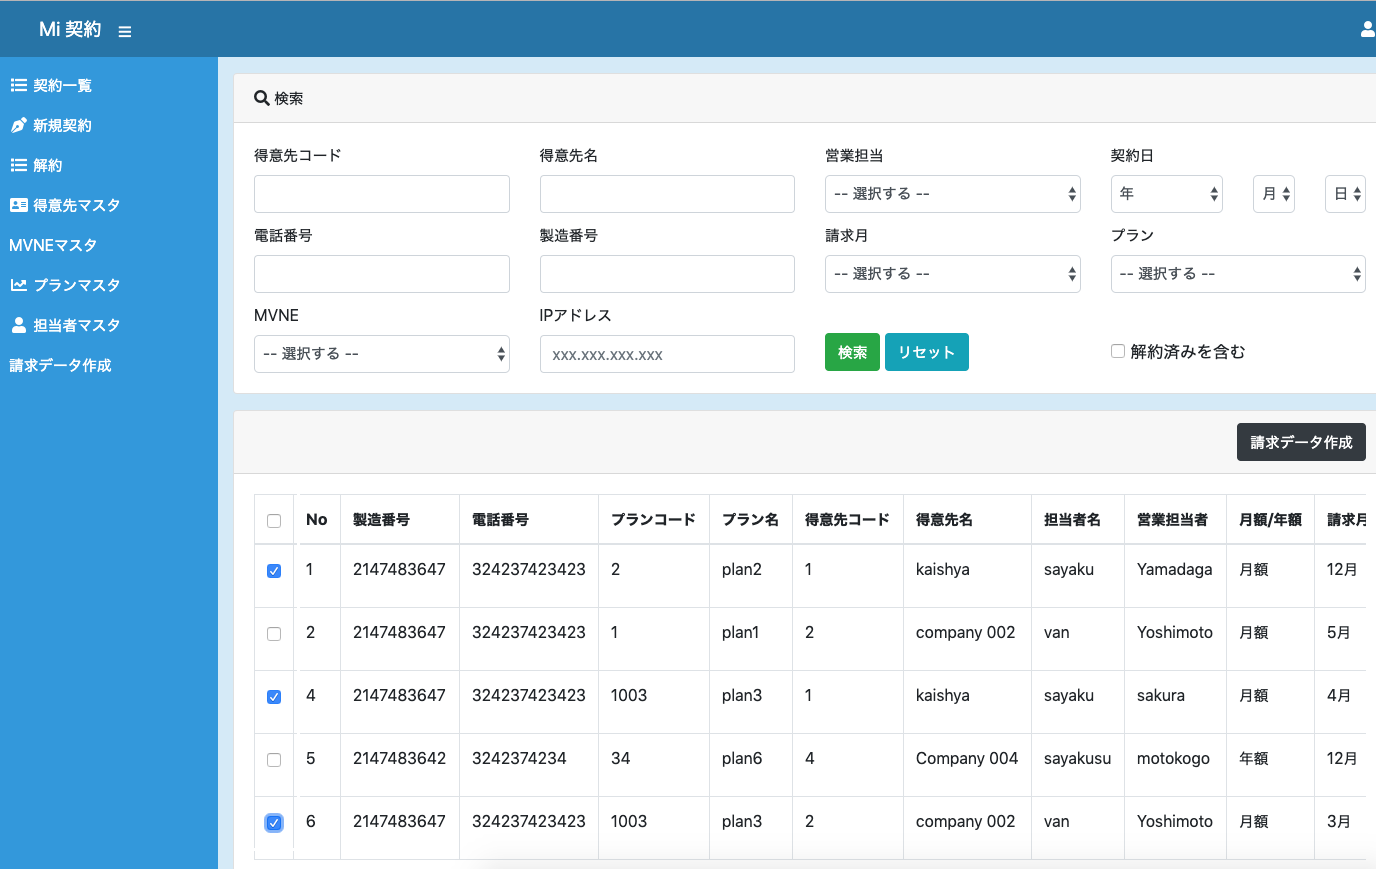 Mi 契約
契約一覧
新規契約
解約
得意先マスタ
MVNEマスタ
プランマスタ
担当者マスタ
請求データ作成
検索
得意先コード 得意先名 営業担当 契約日
-- 選択する -- 年 月 日
電話番号 製造番号 請求月 プラン
-- 選択する -- -- 選択する --
MVNE IPアドレス
-- 選択する -- xxx.xxx.xxx.xxx 検索 リセット 解約済みを含む
請求データ作成
No 製造番号 電話番号 プランコード プラン名 得意先コード 得意先名 担当者名 営業担当者 月額/年額 請求月
1 2147483647 324237423423 2 plan2 1 kaishya sayaku Yamadaga 月額 12月
2 2147483647 324237423423 1 plan1 2 company 002 van Yoshimoto 月額 5月
4 2147483647 324237423423 1003 plan3 1 kaishya sayaku sakura 月額 4月
5 2147483642 3242374234 34 plan6 4 Company 004 sayakusu motokogo 年額 12月
6 2147483647 324237423423 1003 plan3 2 company 002 van Yoshimoto 月額 3月